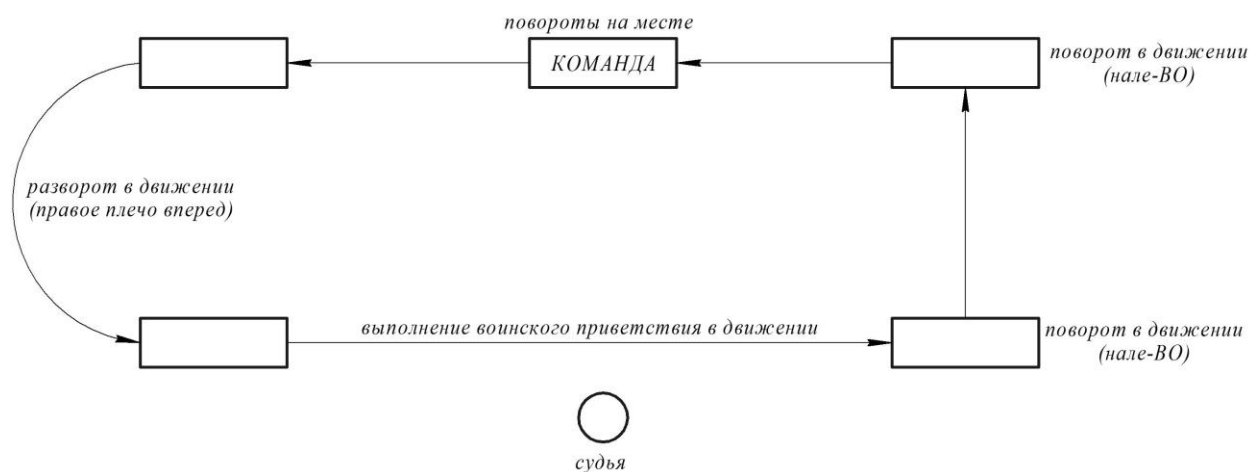 повороты на месте
КОМАНДА
поворот в движении
(нале-ВО)
разворот в движении
(правое плечо вперед)
выполнение воинского приветствия в движении
поворот в движении
(нале-ВО)
судья